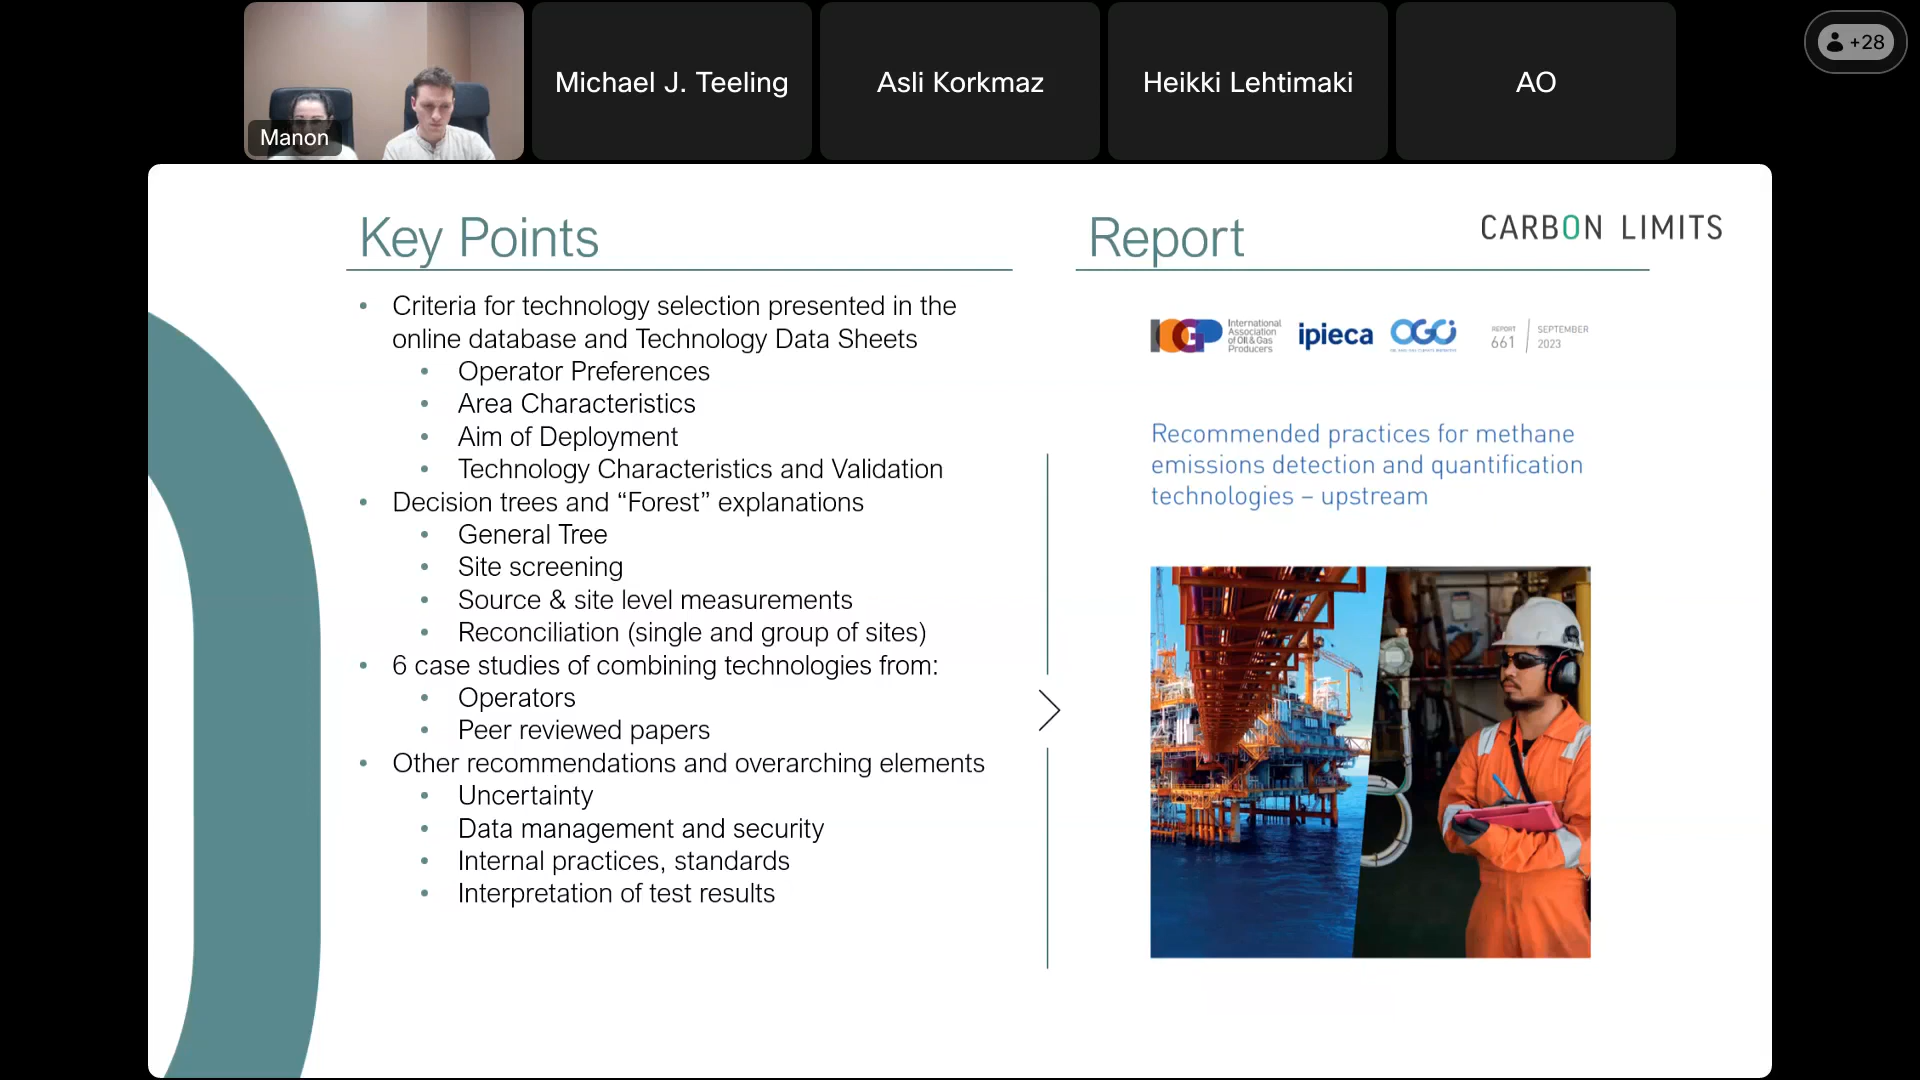 Manon
Michael J. Teeling
Asli Korkmaz
Heikki Lehtimaki
AO
+28
Key Points
• Criteria for technology selection presented in the
online database and Technology Data Sheets
• Operator Preferences
• Area Characteristics
• Aim of Deployment
• Technology Characteristics and Validation
• Decision trees and “Forest” explanations
• General Tree
• Site screening
• Source & site level measurements
• Reconciliation (single and group of sites)
• 6 case studies of combining technologies from:
• Operators
• Peer reviewed papers
• Other recommendations and overarching elements
• Uncertainty
• Data management and security
• Internal practices, standards
• Interpretation of test results
Report
CARBON LIMITS
IOGP
International
Association
of Oil & Gas
Producers
ipieca
OGCI
REPORT
661
SEPTEMBER
2023
Recommended practices for methane
emissions detection and quantification
technologies – upstream